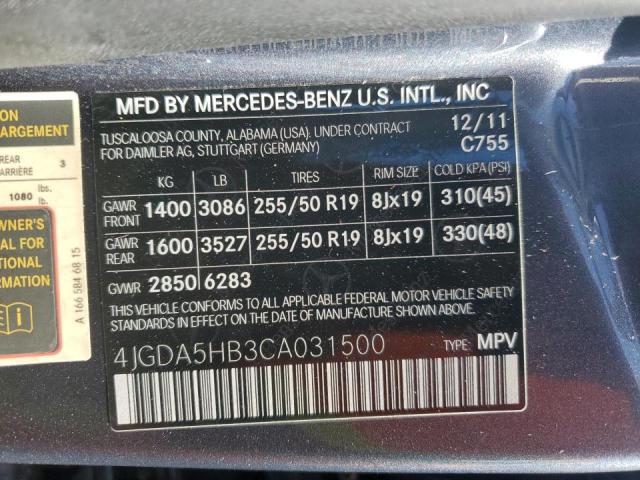 ON
ARGEMENT
REAR
ARRIÈRE
3
1080 lbs.
lb.
WNER'S
AL FOR
TIONAL
RMATION
A 166 584 68 15
MFD BY MERCEDES-BENZ U.S. INTL., INC
TUSCALOOSA COUNTY, ALABAMA (USA). UNDER CONTRACT 12/11
FOR DAIMLER AG, STUTTGART (GERMANY) C755
KG LB TIRES RIM SIZE COLD KPA(PSI)
GAWR FRONT 1400 3086 255/50 R19 8Jx19 310(45)
GAWR REAR 1600 3527 255/50 R19 8Jx19 330(48)
GVWR 2850 6283
THIS VEHICLE CONFORMS TO ALL APPLICABLE FEDERAL MOTOR VEHICLE SAFETY
STANDARDS IN EFFECT ON THE DATE OF MANUFACTURE SHOWN ABOVE.
4JGDA5HB3CA031500 TYPE: MPV